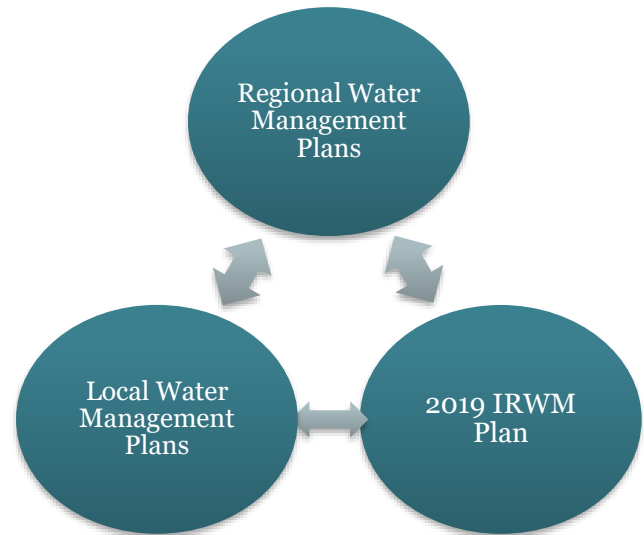 Regional Water
Management
Plans
Local Water
Management
Plans
2019 IRWM
Plan